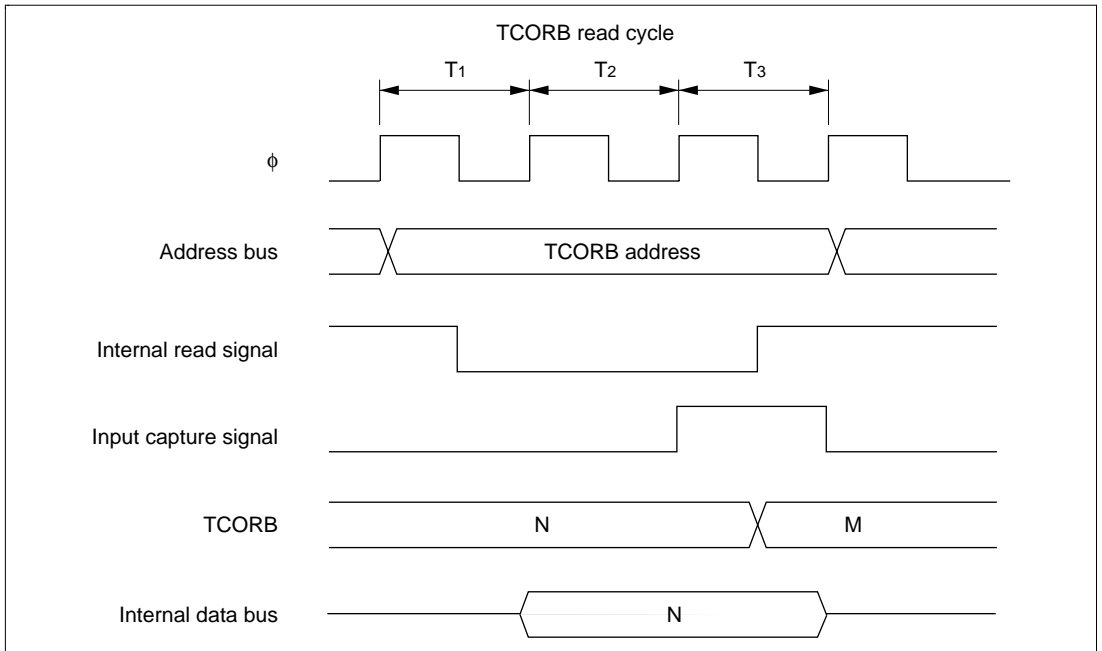 TCORB read cycle
T1 T2 T3
ϕ
Address bus TCORB address
Internal read signal
Input capture signal
TCORB N M
Internal data bus N